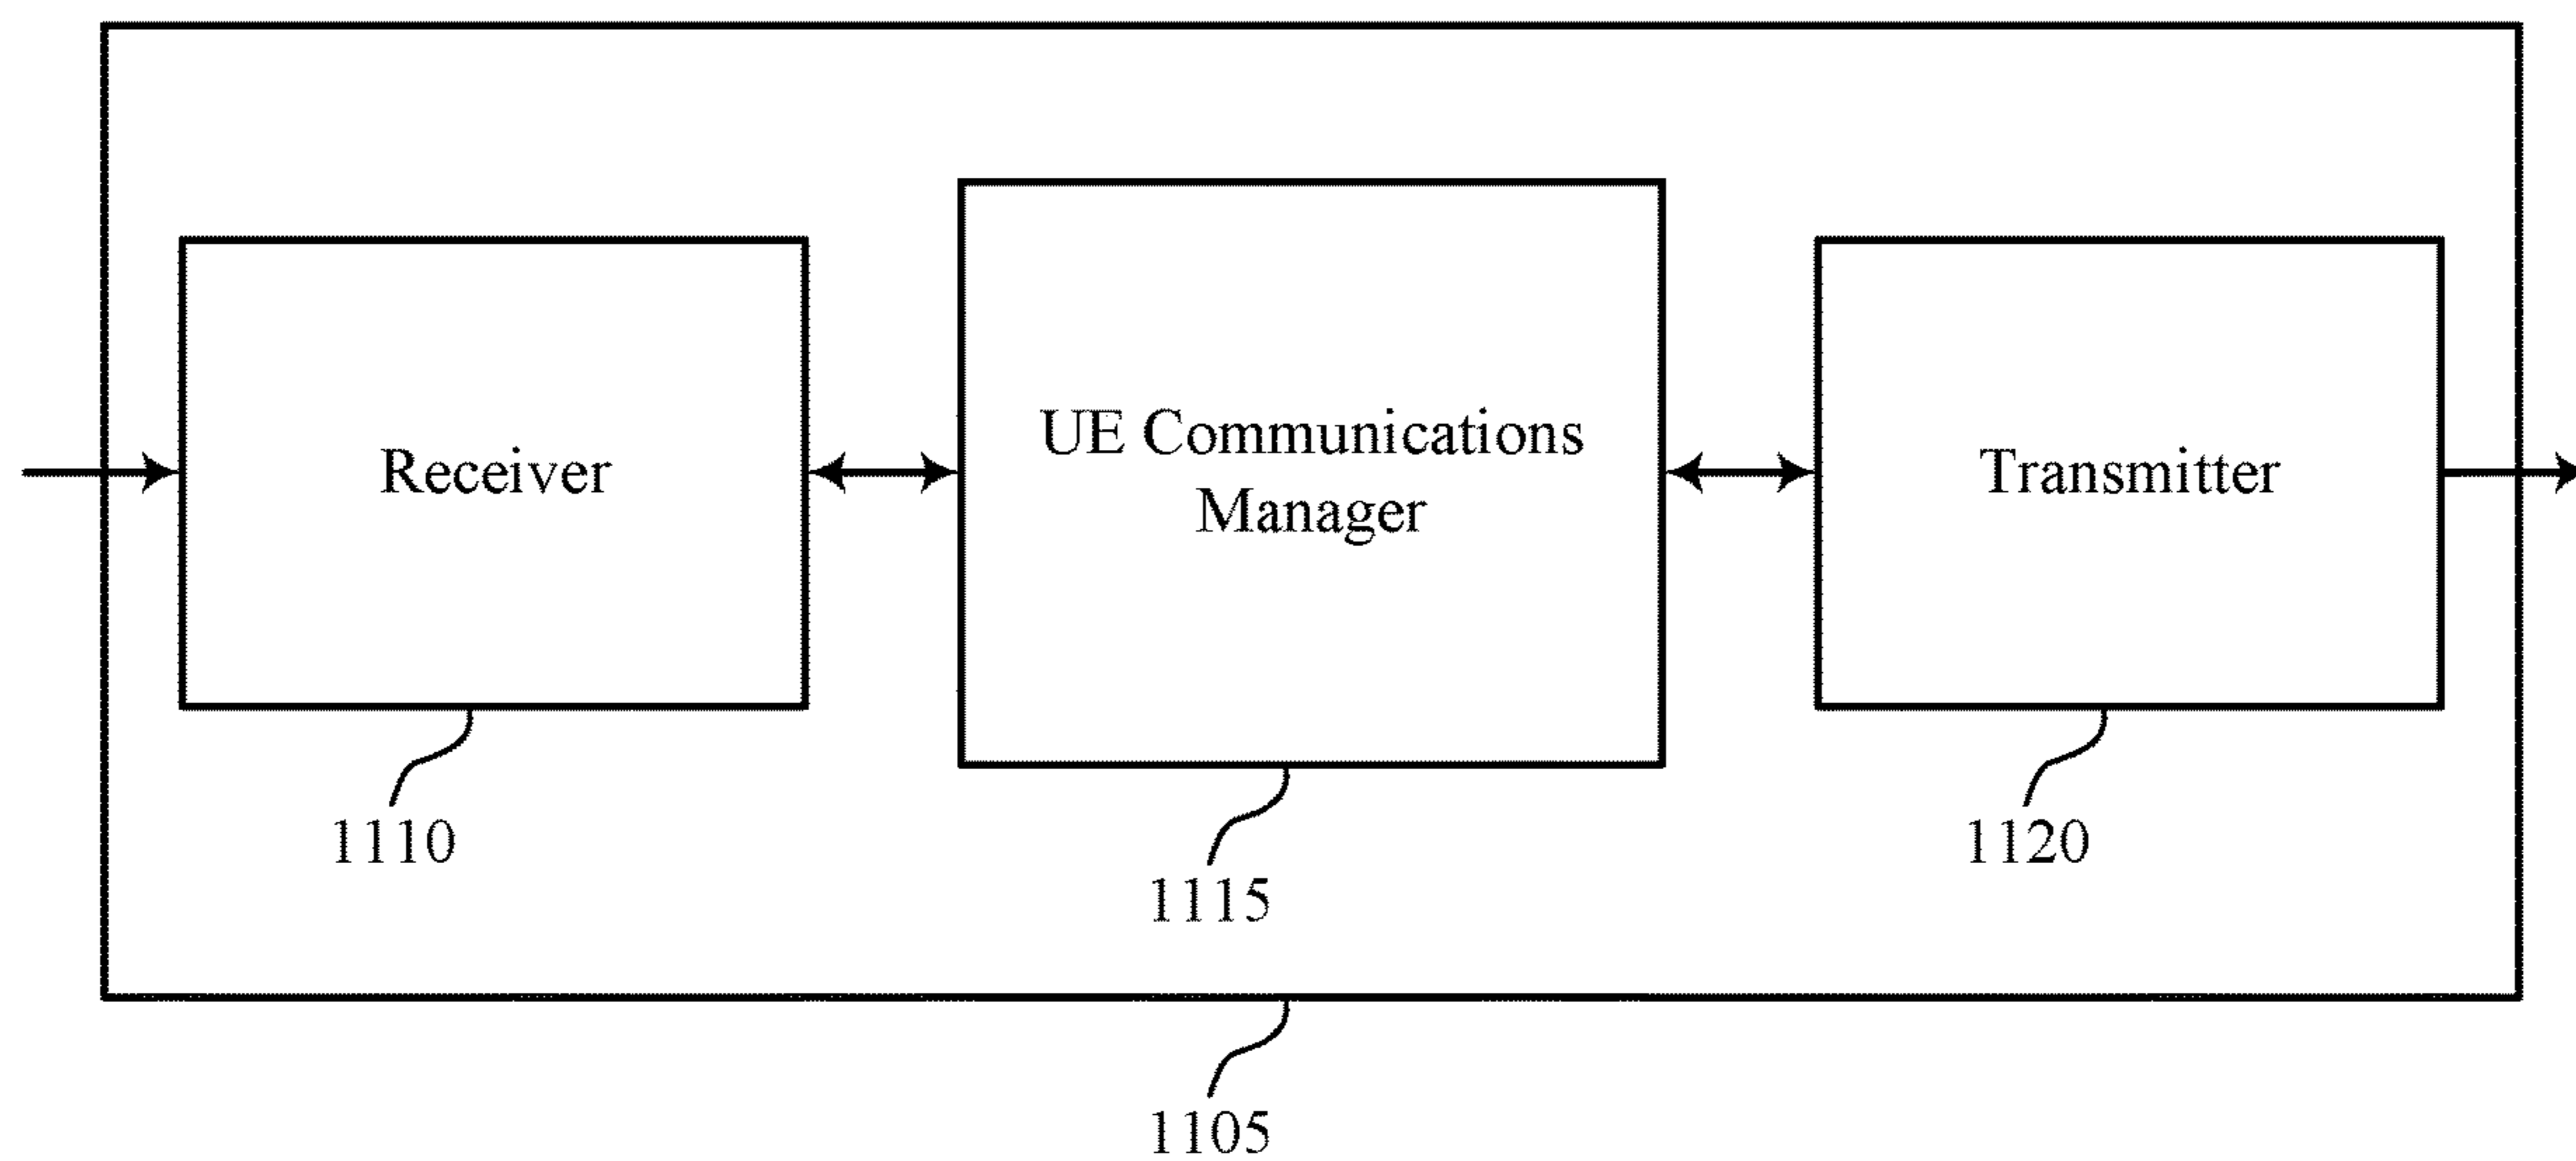 Receiver
UE Communications
Manager
Transmitter
1110
1115
1120
1105